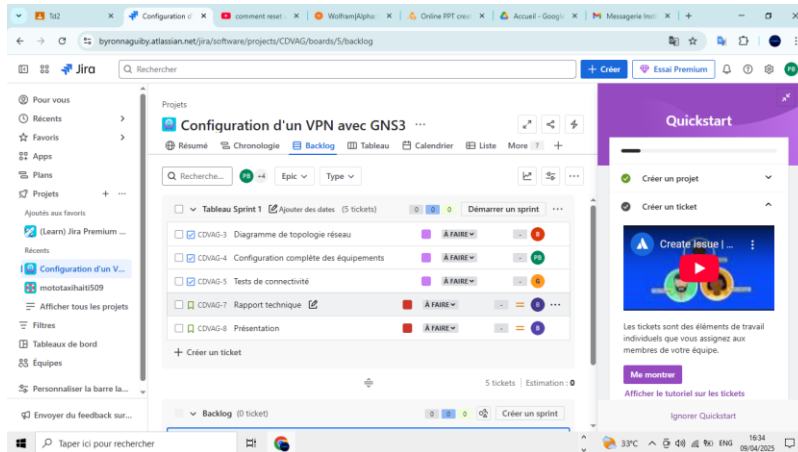 Td2
Configuration d'
comment reset
Wolfram|Alpha:
Online PPT creat
Accueil - Google
Messagerie Insti
byronnaguiby.atlassian.net/jira/software/projects/CDVAG/boards/5/backlog
Jira
Rechercher
+ Créer
Essai Premium
PB
Pour vous
Récents
Favoris
Apps
Plans
Projets
Ajoutés aux favoris
(Learn) Jira Premium ...
Récents
Configuration d'un V...
mototaxihaiti509
Afficher tous les projets
Filtres
Tableaux de bord
Équipes
Personnaliser la barre la...
Envoyer du feedback sur...
Projets
Configuration d'un VPN avec GNS3 ...
Résumé Chronologie Backlog Tableau Calendrier Liste More 7 +
Recherche... PB +4 Epic Type
Tableau Sprint 1 Ajouter des dates (5 tickets) 0 0 0 Démarrer un sprint ...
CDVAG-3 Diagramme de topologie réseau À FAIRE - B
CDVAG-4 Configuration complète des équipements À FAIRE - PB
CDVAG-5 Tests de connectivité À FAIRE - G
CDVAG-7 Rapport technique À FAIRE - = B ...
CDVAG-8 Présentation À FAIRE - = B
+ Créer un ticket
5 tickets | Estimation : 0
Backlog (0 ticket) 0 0 0 Créer un sprint
Quickstart
Créer un projet
Créer un ticket
Create Issue | ...
Les tickets sont des éléments de travail
individuels que vous assignez aux
membres de votre équipe.
Me montrer
Afficher le tutoriel sur les tickets
Ignorer Quickstart
Taper ici pour rechercher
33°C
ENG
16:34
09/04/2025